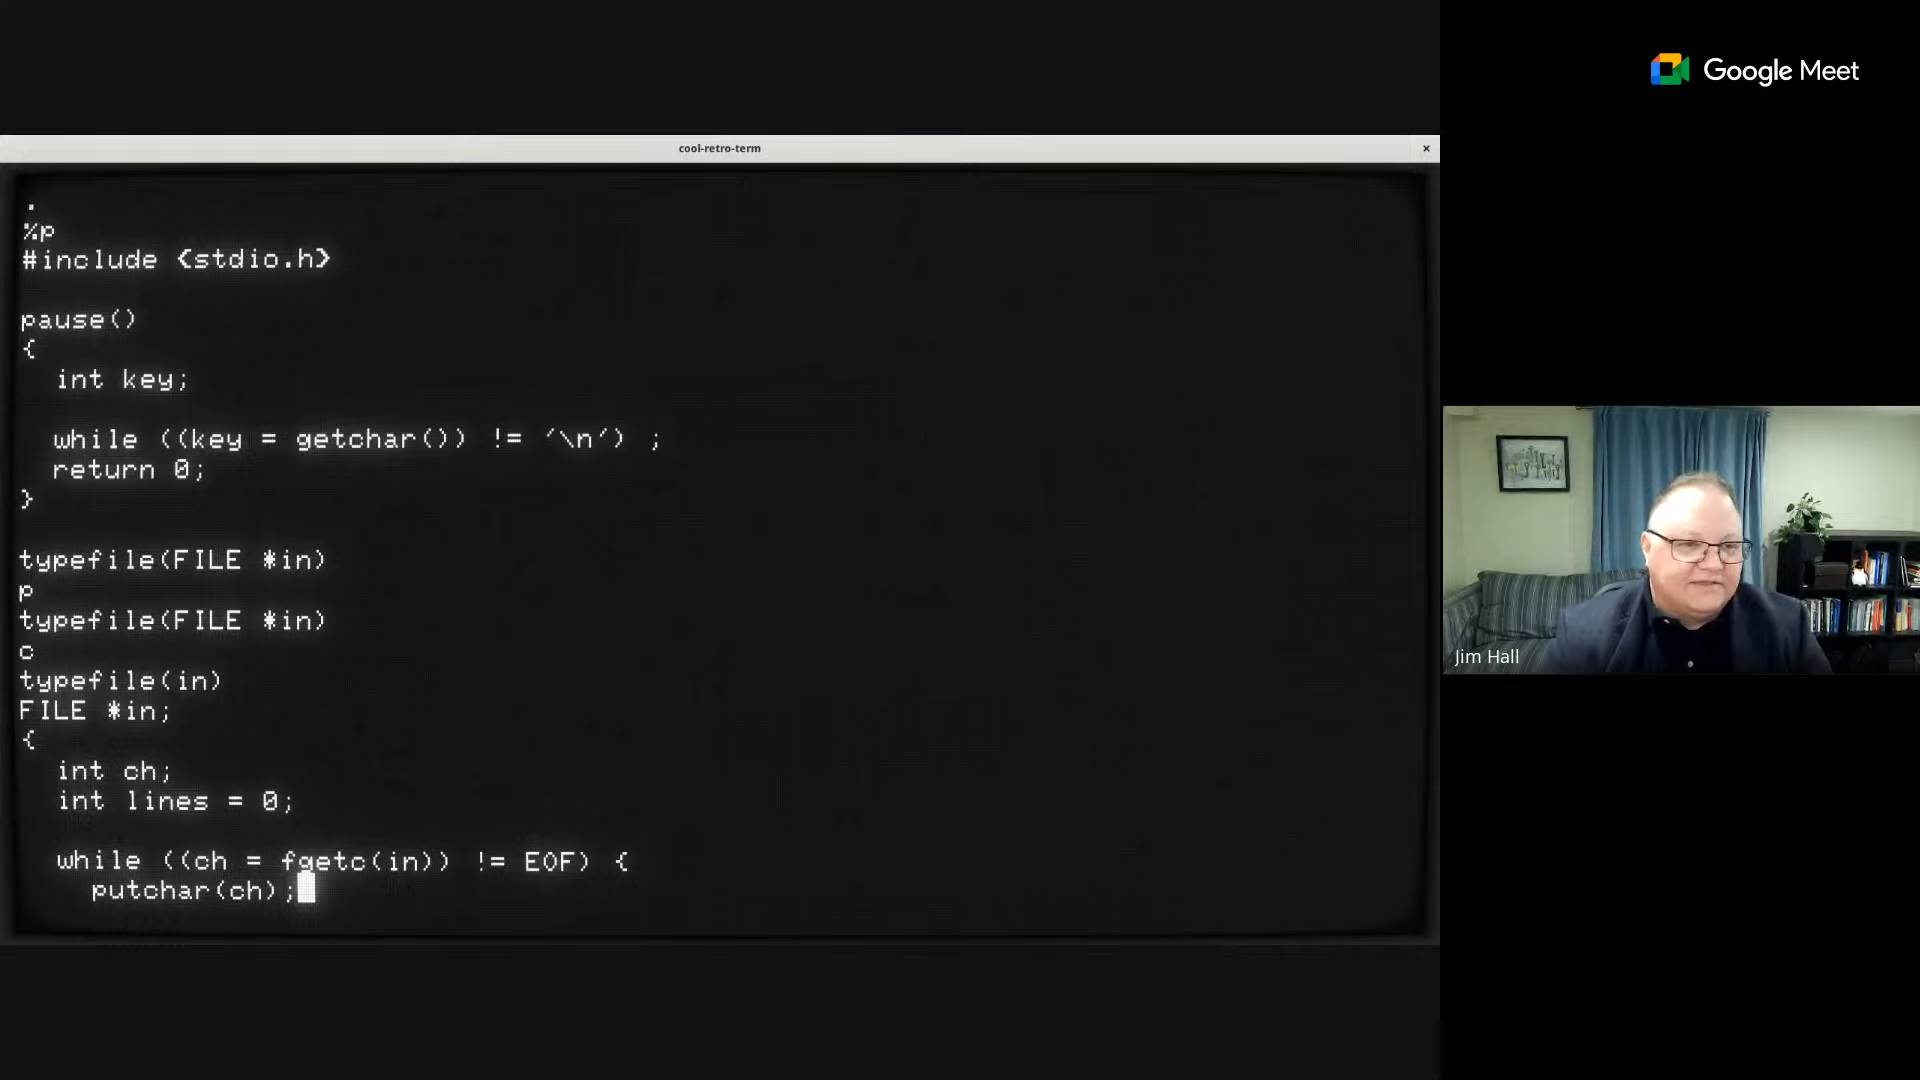 Google Meet
cool-retro-term ×
.
%p
#include <stdio.h>

pause()
{
  int key;

  while ((key = getchar()) != '\n') ;
  return 0;
}

typefile(FILE *in)
p
typefile(FILE *in)
c
typefile(in)
FILE *in;
{
  int ch;
  int lines = 0;

  while ((ch = fgetc(in)) != EOF) {
    putchar(ch);
Jim Hall